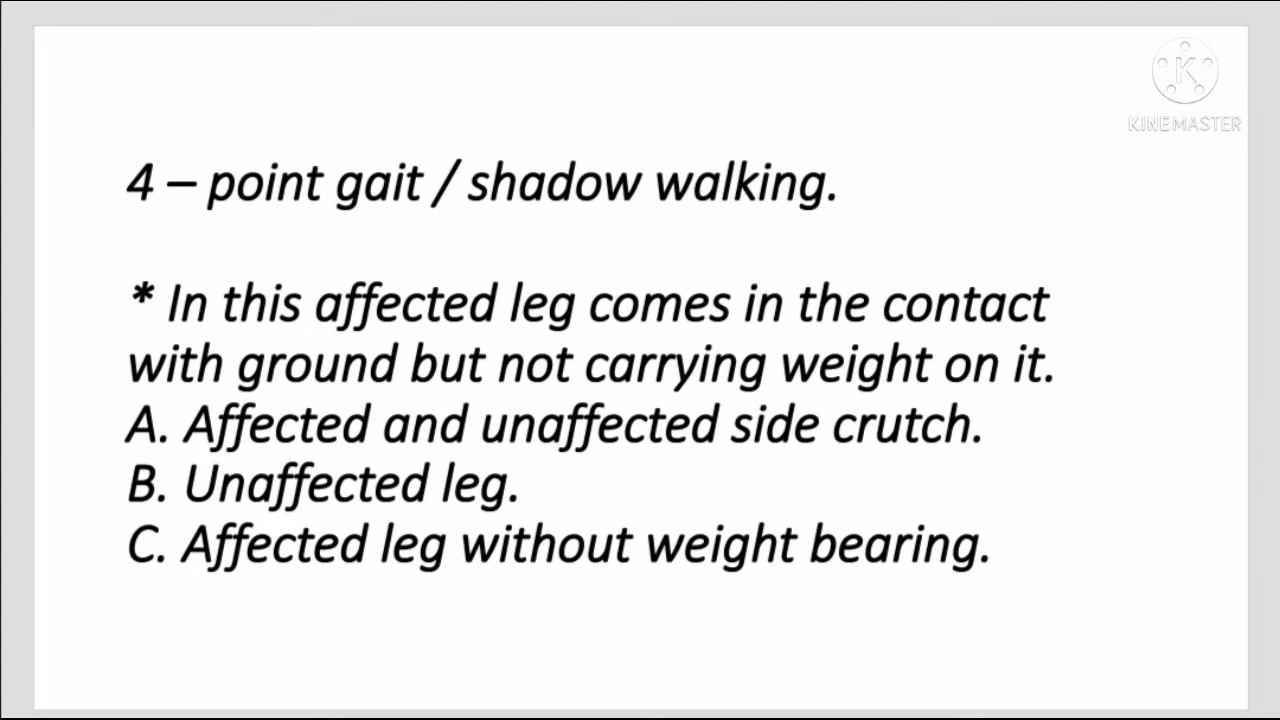 KINEMASTER
4 – point gait / shadow walking.
* In this affected leg comes in the contact
with ground but not carrying weight on it.
A. Affected and unaffected side crutch.
B. Unaffected leg.
C. Affected leg without weight bearing.